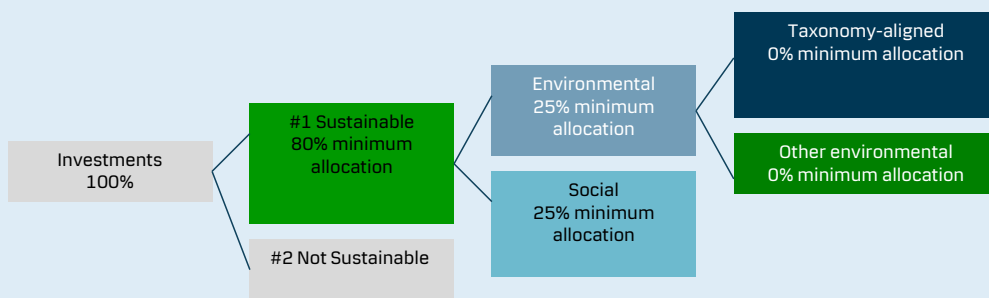 Investments
100%
#1 Sustainable
80% minimum
allocation
#2 Not Sustainable
Environmental
25% minimum
allocation
Social
25% minimum
allocation
Taxonomy-aligned
0% minimum allocation
Other environmental
0% minimum allocation